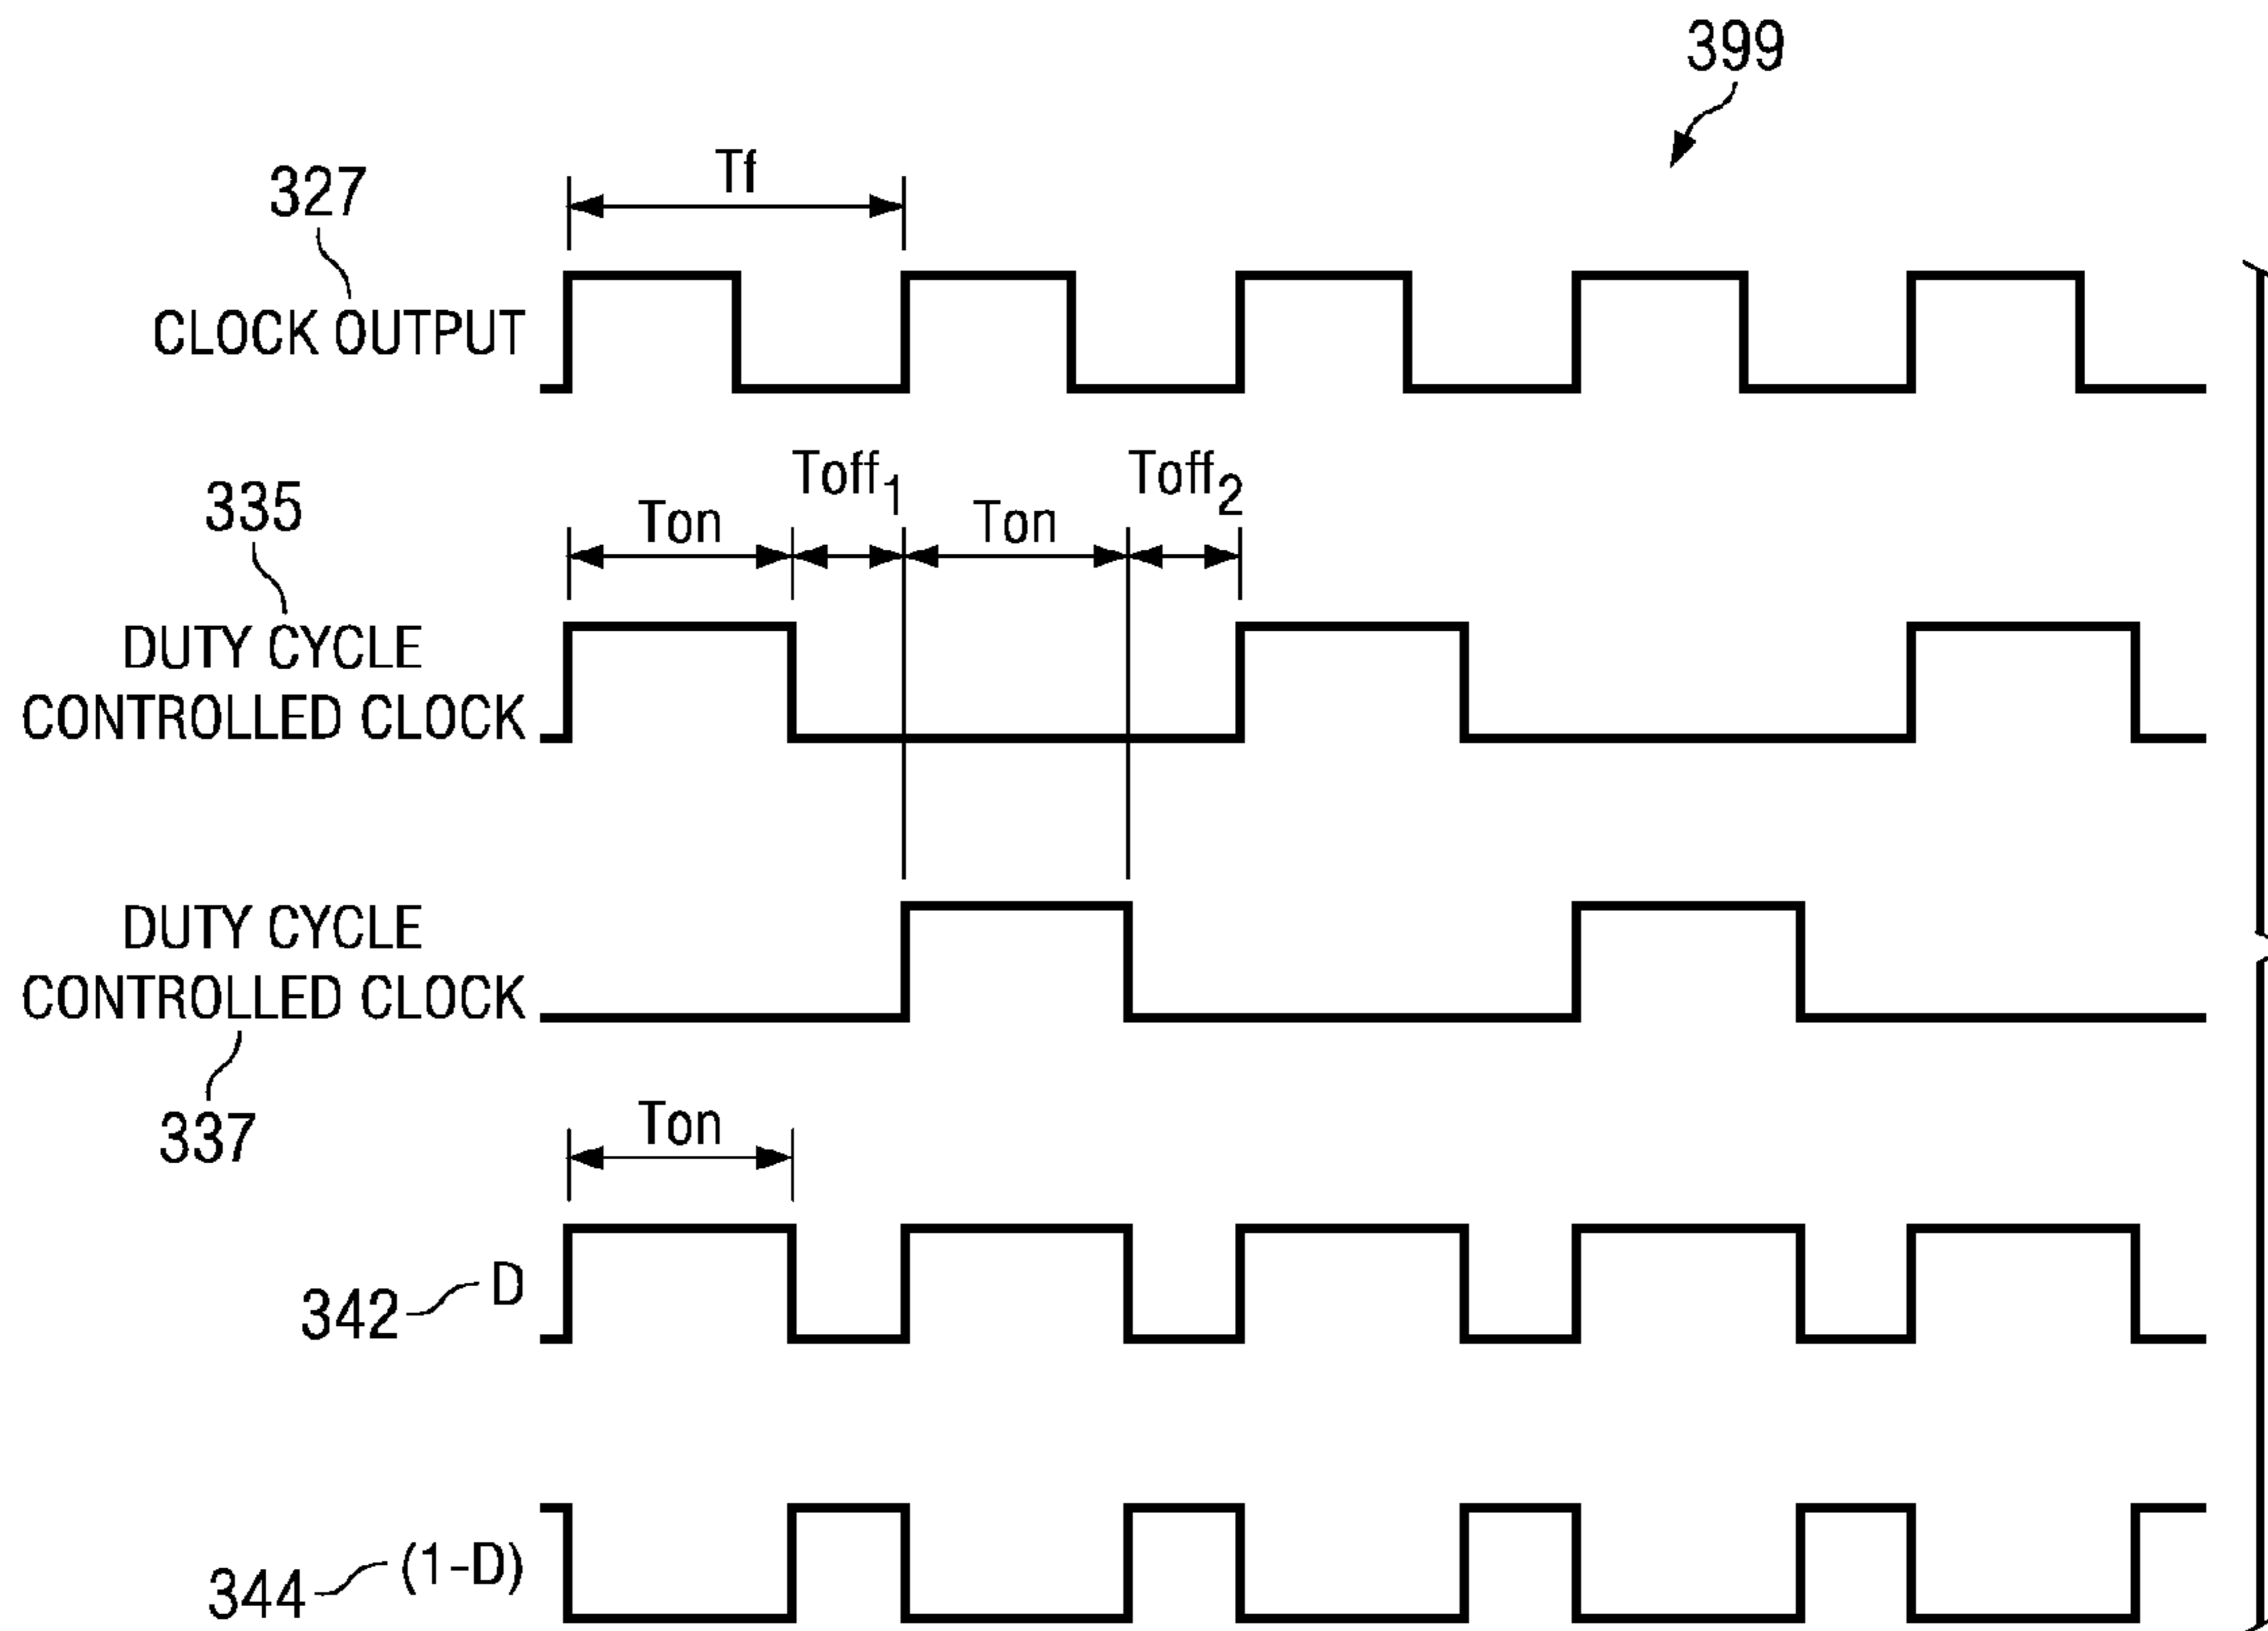 399
Tf
327
CLOCK OUTPUT
Toff1 Toff2
335
Ton Ton
DUTY CYCLE
CONTROLLED CLOCK
DUTY CYCLE
CONTROLLED CLOCK
337
Ton
342 D
344 (1-D)